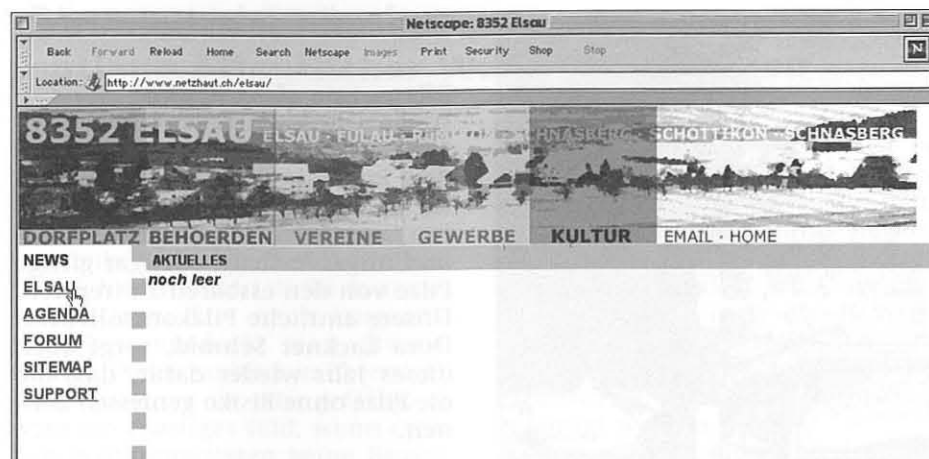 Netscape: 8352 Elsau
Back Forward Reload Home Search Netscape Images Print Security Shop Stop
N
Location: http://www.netzhaut.ch/elsau/
8352 ELSAU ELSAU · FULAU · RÜMIKON · SCHNASBERG · SCHOTTIKON · SCHNASBERG
DORFPLATZ BEHOERDEN VEREINE GEWERBE KULTUR EMAIL · HOME
NEWS AKTUELLES
noch leer
ELSAU
AGENDA
FORUM
SITEMAP
SUPPORT